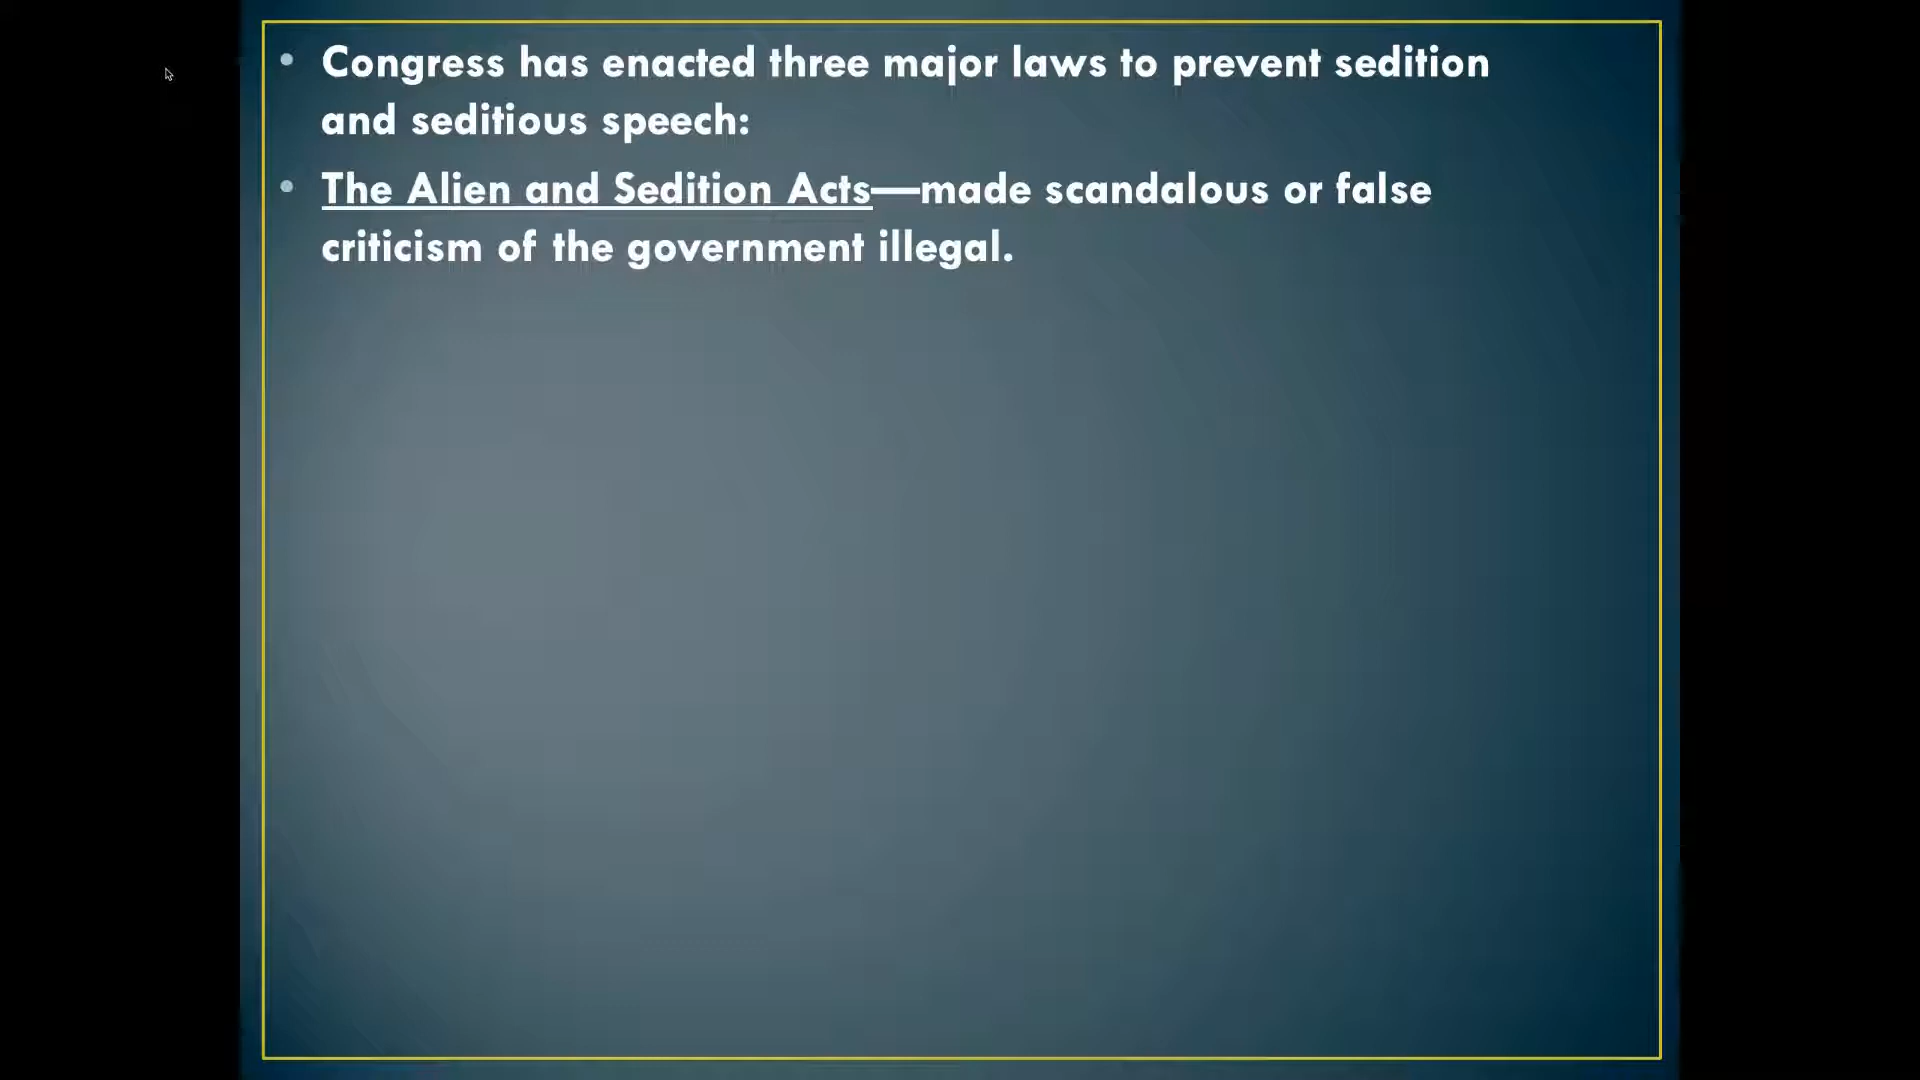 • Congress has enacted three major laws to prevent sedition
and seditious speech:
• The Alien and Sedition Acts—made scandalous or false
criticism of the government illegal.